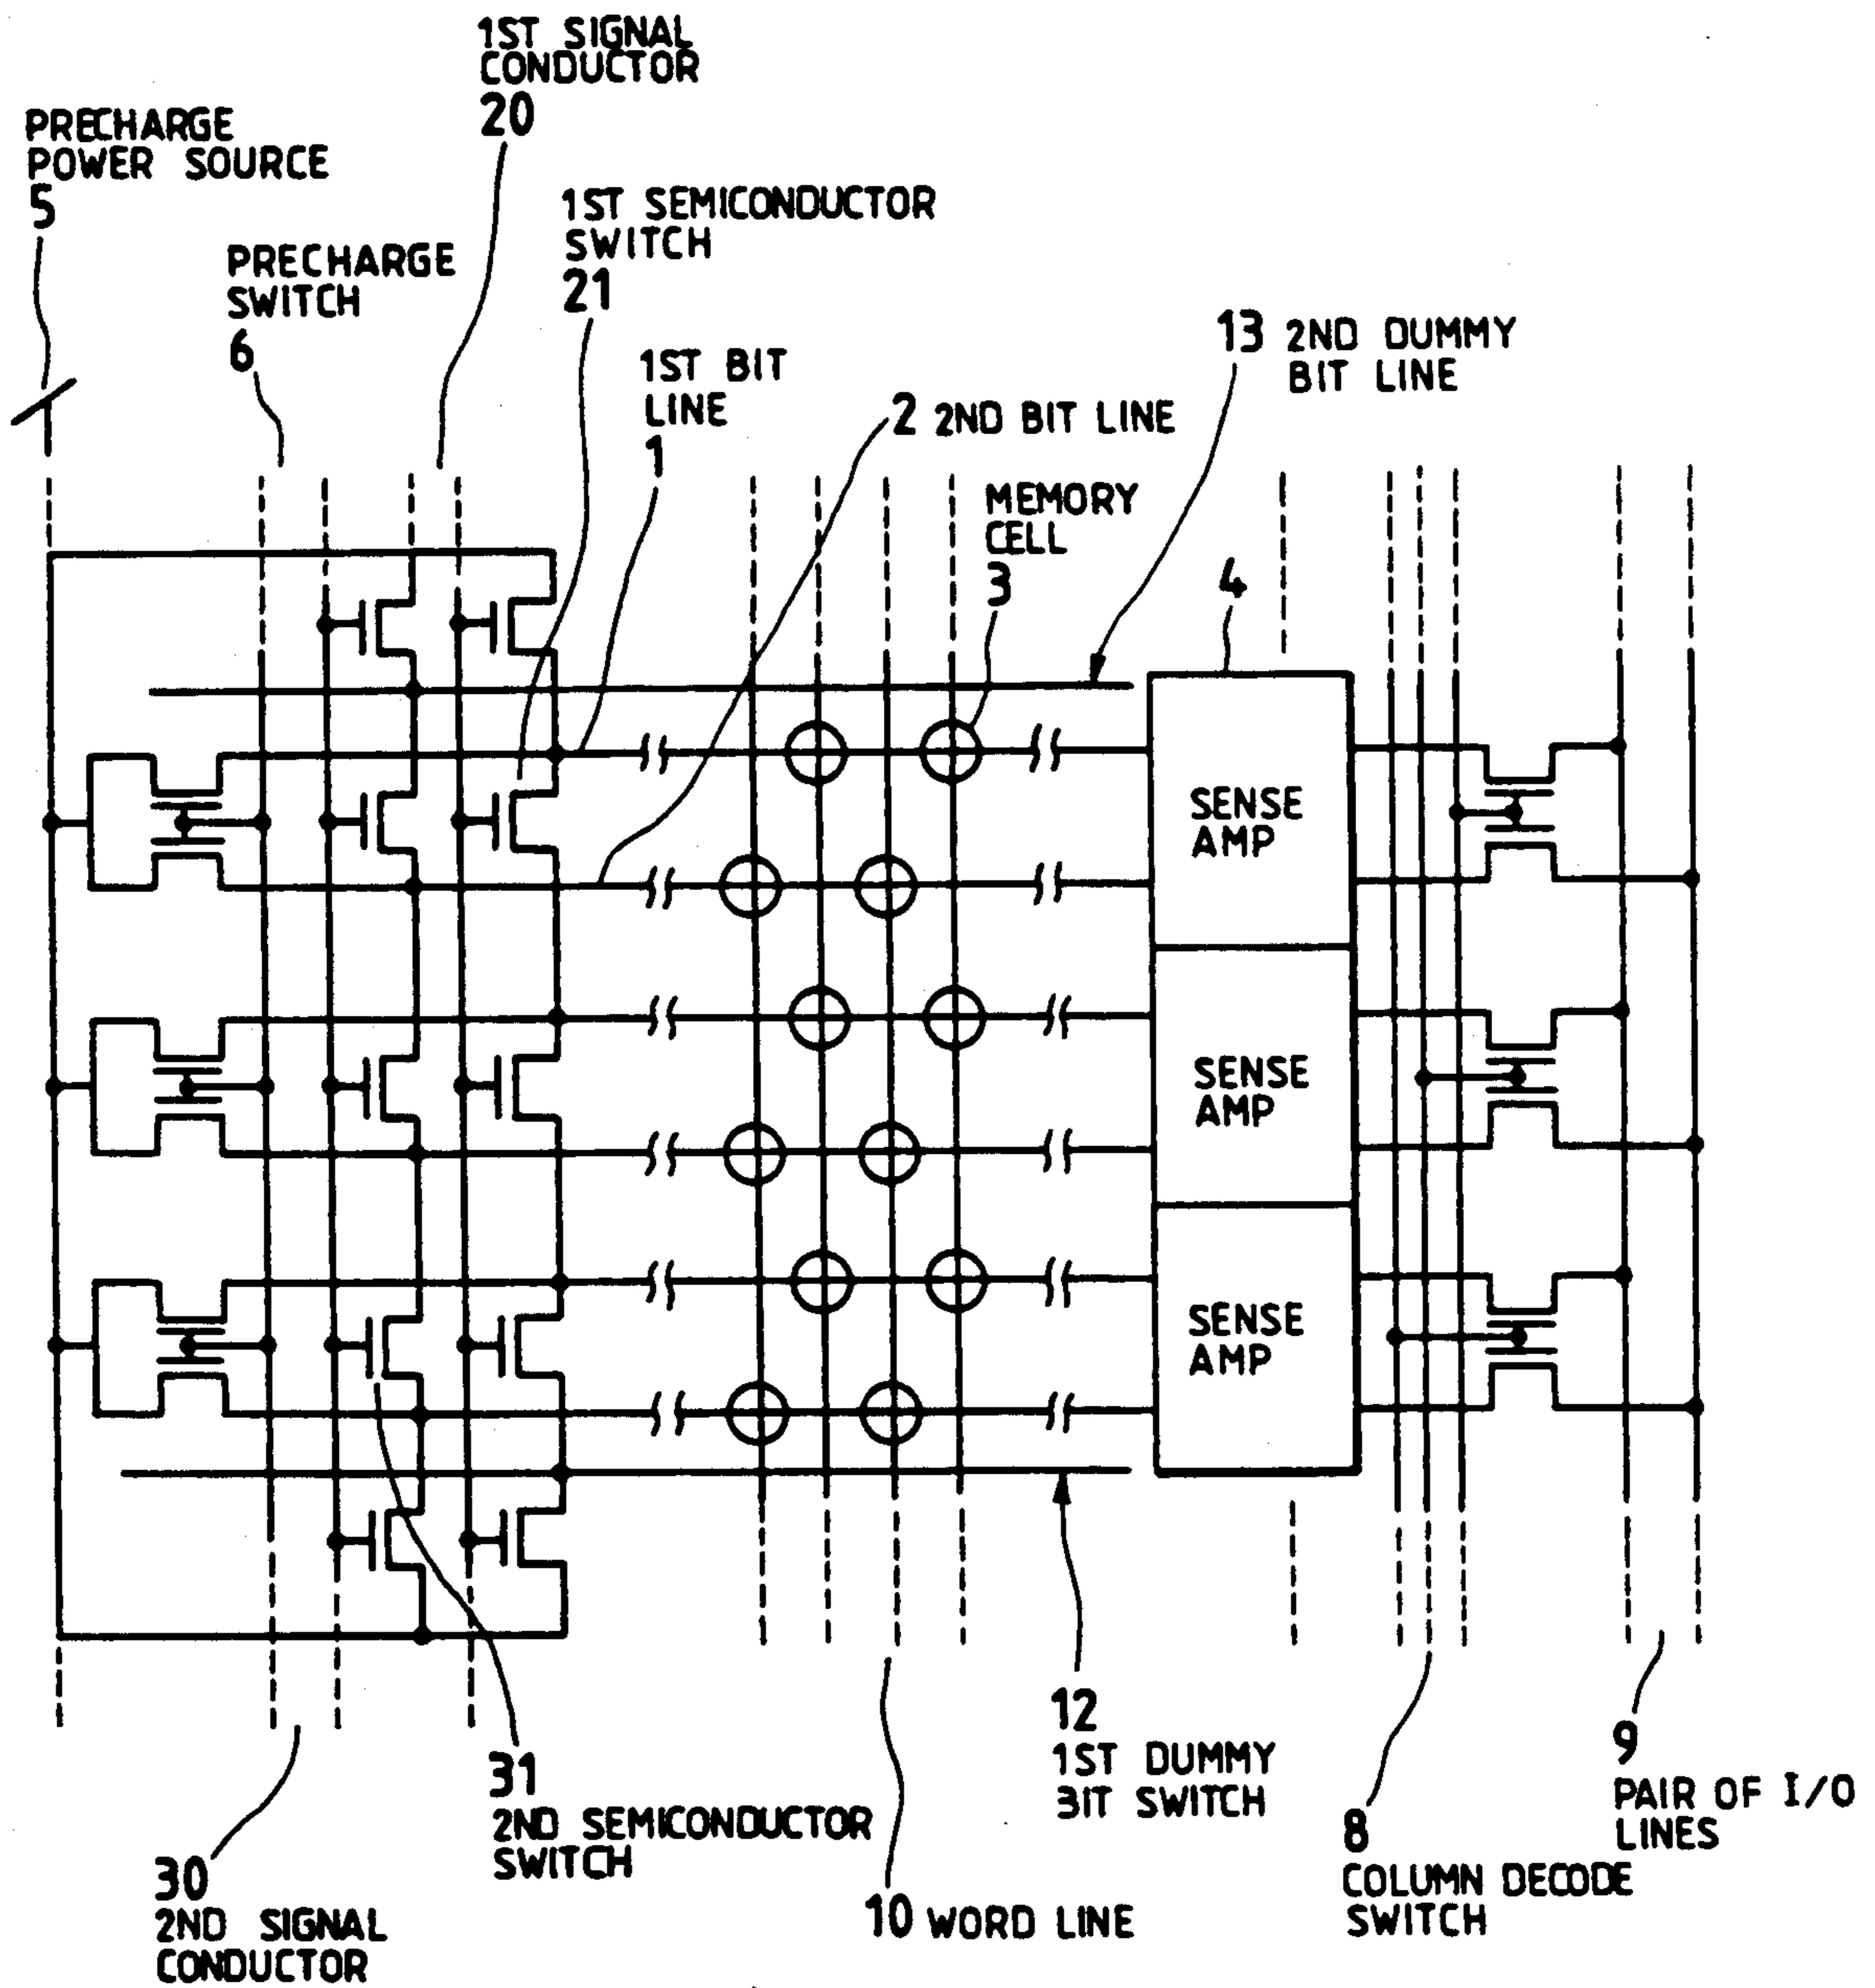 1ST SIGNAL
CONDUCTOR
20
PRECHARGE
POWER SOURCE
5
1ST SEMICONDUCTOR
SWITCH
21
PRECHARGE
SWITCH
6
1ST BIT
LINE
1
2 2ND BIT LINE
13 2ND DUMMY
BIT LINE
MEMORY
CELL
3
4
SENSE
AMP
SENSE
AMP
SENSE
AMP
12
1ST DUMMY
3IT SWITCH
31
2ND SEMICONDUCTOR
SWITCH
30
2ND SIGNAL
CONDUCTOR
10 WORD LINE
8
COLUMN DECODE
SWITCH
9
PAIR OF I/O
LINES